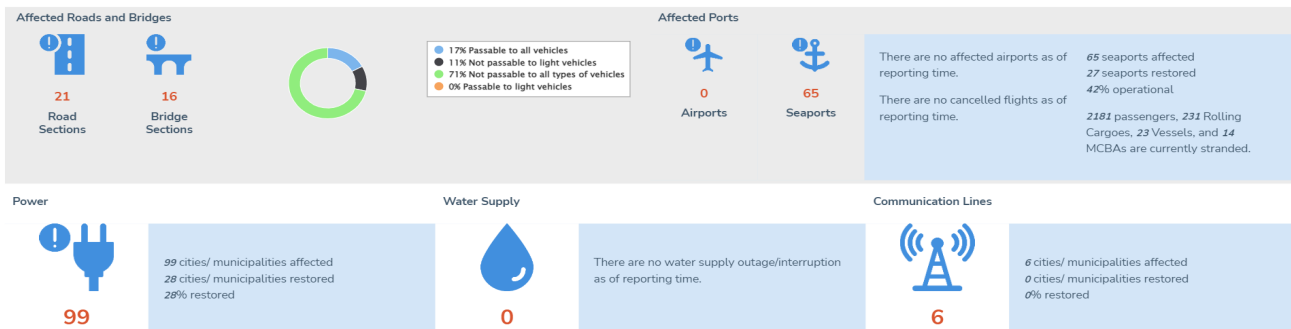 Affected Roads and Bridges
21
Road
Sections
16
Bridge
Sections
17% Passable to all vehicles
11% Not passable to light vehicles
71% Not passable to all types of vehicles
0% Passable to light vehicles
Affected Ports
0
Airports
65
Seaports
There are no affected airports as of
reporting time.
There are no cancelled flights as of
reporting time.
65 seaports affected
27 seaports restored
42% operational
2181 passengers, 231 Rolling
Cargoes, 23 Vessels, and 14
MCBAs are currently stranded.
Power
99
99 cities/ municipalities affected
28 cities/ municipalities restored
28% restored
Water Supply
0
There are no water supply outage/interruption
as of reporting time.
Communication Lines
6
6 cities/ municipalities affected
0 cities/ municipalities restored
0% restored